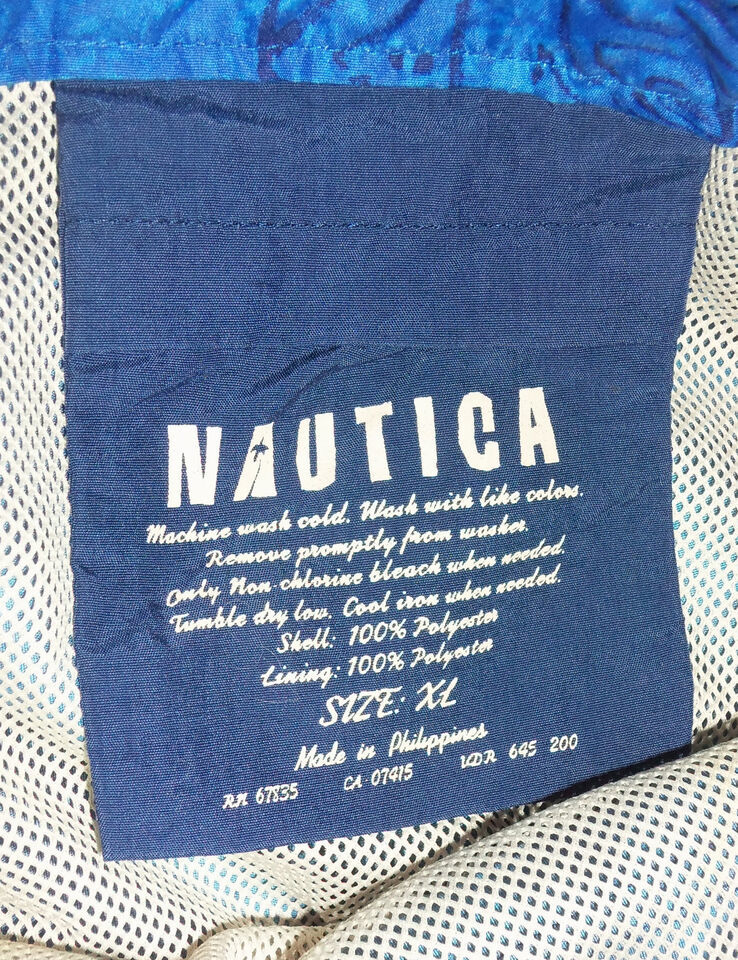 NAUTICA
Machine wash cold. Wash with like colors.
Remove promptly from washer.
Only Non-chlorine bleach when needed.
Tumble dry low. Cool iron when needed.
Shell: 100% Polyester
Lining: 100% Polyester
SIZE: XL
Made in Philippines
RN 67835 CA 07415 VDR 645 200